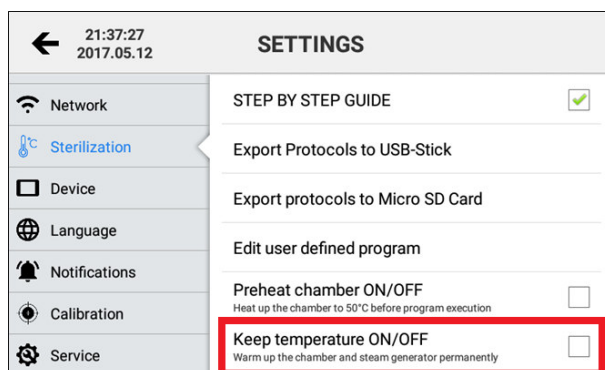 21:37:27
2017.05.12
SETTINGS
Network
°C Sterilization
Device
Language
Notifications
Calibration
Service
STEP BY STEP GUIDE
Export Protocols to USB-Stick
Export protocols to Micro SD Card
Edit user defined program
Preheat chamber ON/OFF
Heat up the chamber to 50°C before program execution
Keep temperature ON/OFF
Warm up the chamber and steam generator permanently